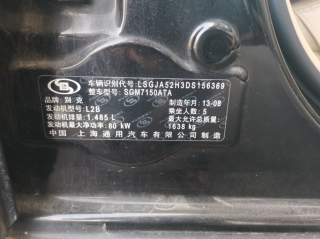 车辆识别代号:LSGJA52H3DS156369
整车型号:SGM7150ATA
品牌:别克 制造年月:13-08
发动机型号:L2B 乘坐人数:5
发动机排量:1.485L 最大允许总质量:
发动机最大净功率:80 kW 1638 kg
中国 上海通用汽车有限公司制造